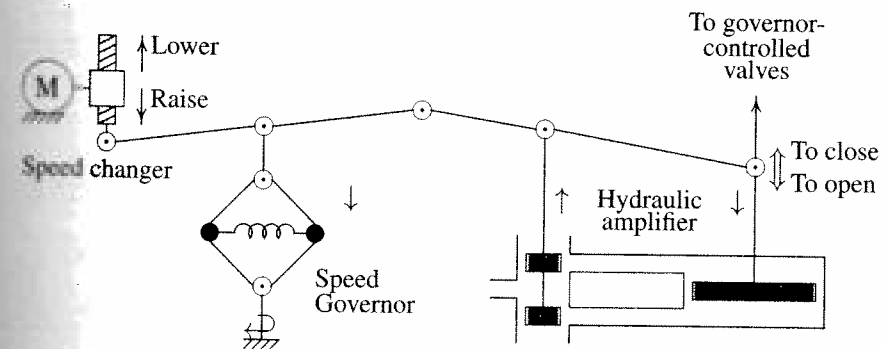 To governor-
controlled
valves
Lower
M
Raise
To close
To open
Speed changer
Hydraulic
amplifier
Speed
Governor